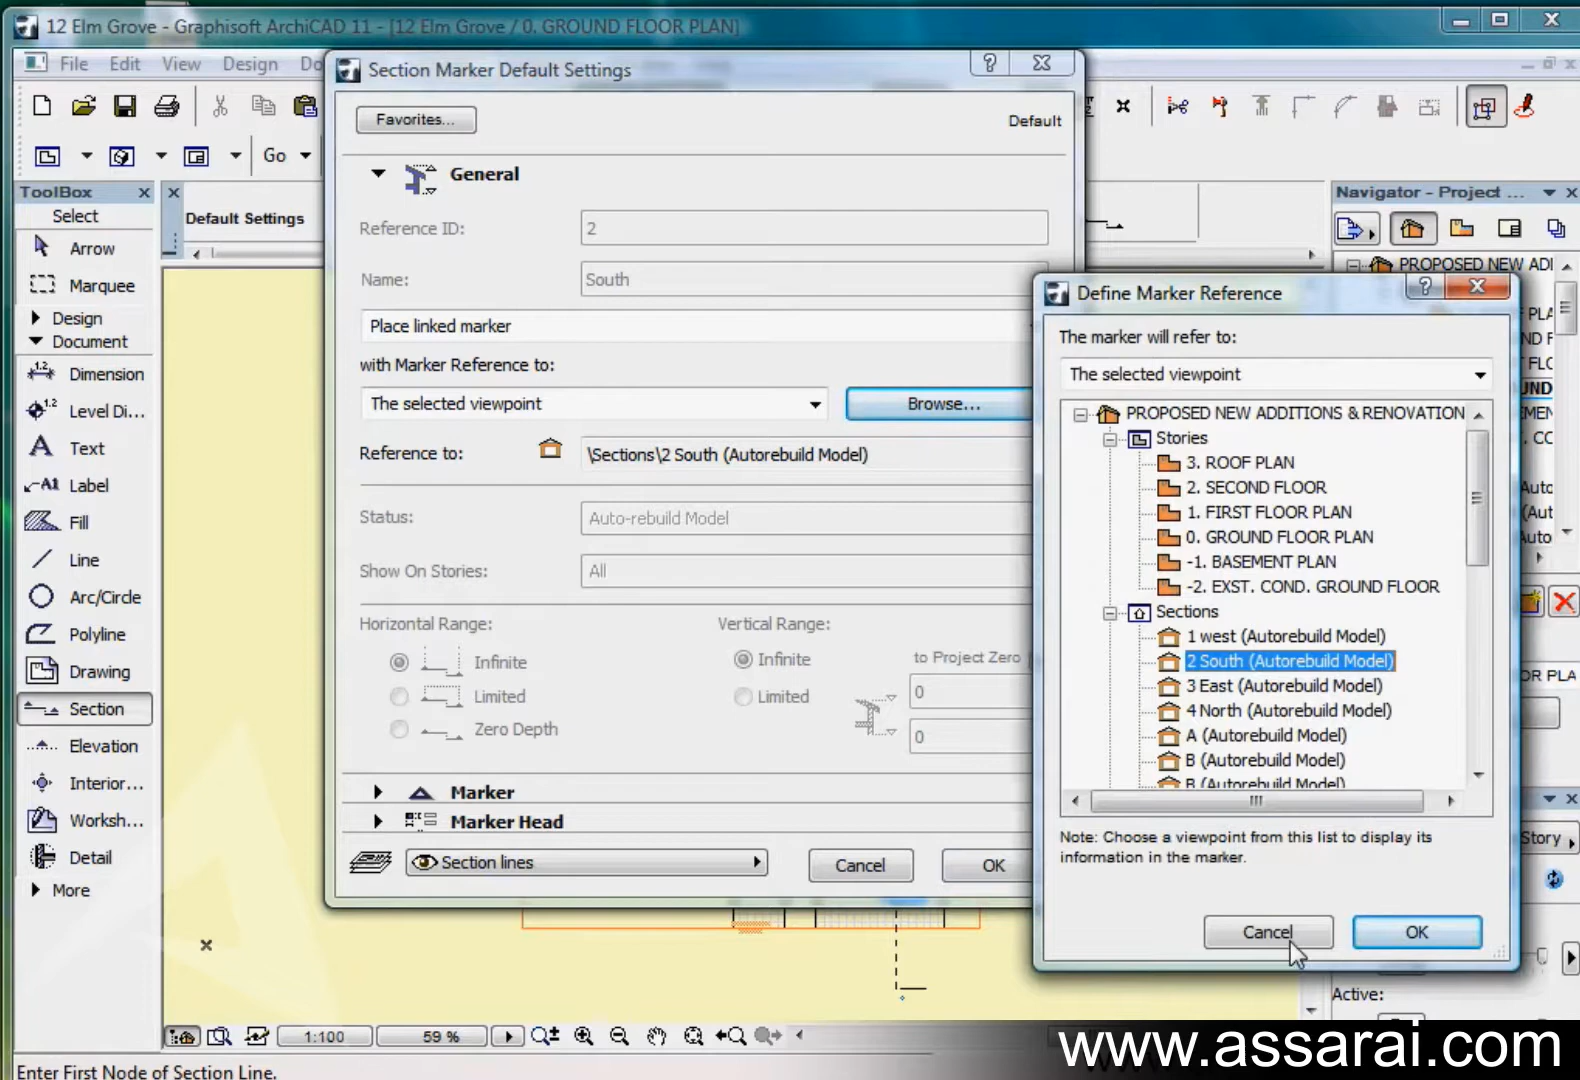 12 Elm Grove - Graphisoft ArchiCAD 11 - [12 Elm Grove / 0. GROUND FLOOR PLAN]
File Edit View Design Do
Section Marker Default Settings
Favorites...
Default
Go
ToolBox
Select
Arrow
Marquee
Design
Document
Dimension
Level Di...
Text
Label
Fill
Line
Arc/Circle
Polyline
Drawing
Section
Elevation
Interior...
Worksh...
Detail
More
Default Settings
General
Reference ID:
2
Name:
South
Place linked marker
with Marker Reference to:
The selected viewpoint
Browse...
Reference to:
\Sections\2 South (Autorebuild Model)
Status:
Auto-rebuild Model
Show On Stories:
All
Horizontal Range:
Vertical Range:
Infinite
Limited
Zero Depth
Infinite
Limited
to Project Zero
0
0
Marker
Marker Head
Section lines
Cancel
OK
Navigator - Project ...
PROPOSED NEW ADI
Define Marker Reference
The marker will refer to:
The selected viewpoint
PROPOSED NEW ADDITIONS & RENOVATION
Stories
3. ROOF PLAN
2. SECOND FLOOR
1. FIRST FLOOR PLAN
0. GROUND FLOOR PLAN
-1. BASEMENT PLAN
-2. EXST. COND. GROUND FLOOR
Sections
1 west (Autorebuild Model)
2 South (Autorebuild Model)
3 East (Autorebuild Model)
4 North (Autorebuild Model)
A (Autorebuild Model)
B (Autorebuild Model)
B (Autorebuild Model)
Note: Choose a viewpoint from this list to display its
information in the marker.
Cancel
OK
Story
Active:
1:100
59 %
Enter First Node of Section Line.
www.assarai.com